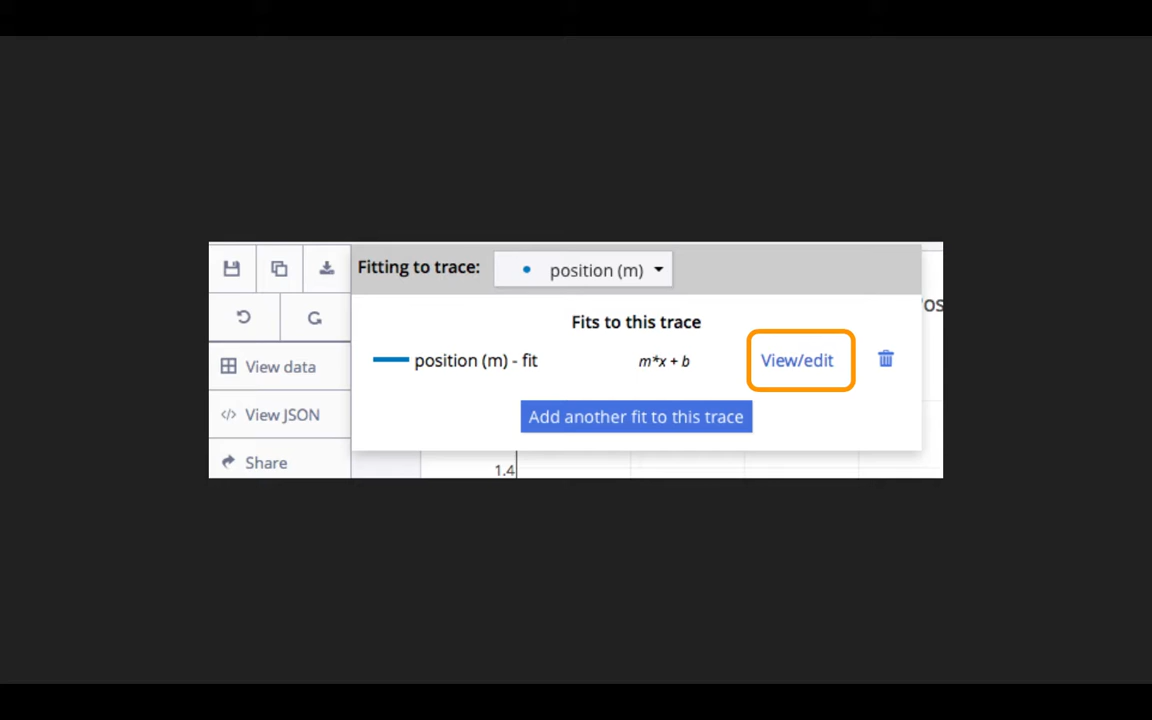 Fitting to trace: position (m)
Fits to this trace
position (m) - fit m*x + b View/edit
Add another fit to this trace
View data
View JSON
Share
1.4
os